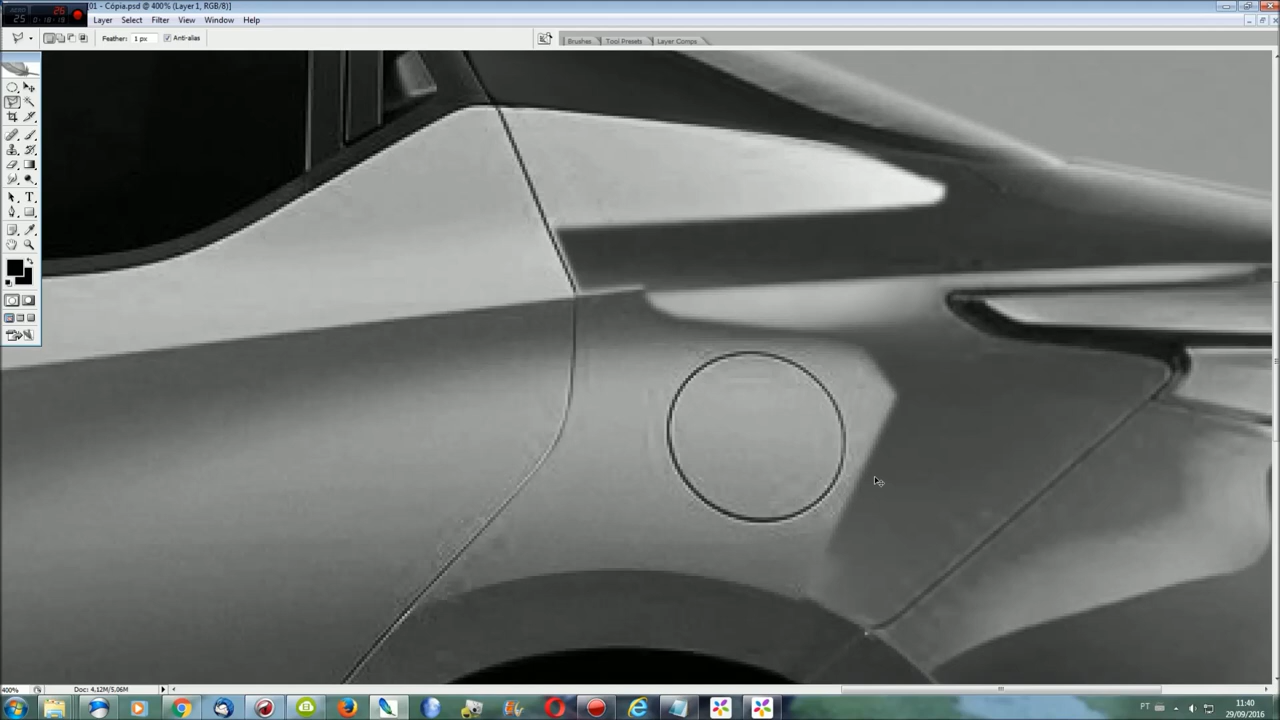 01 - Cópia.psd @ 400% (Layer 1, RGB/8)]
Layer Select Filter View Window Help
Feather: 1 px Anti-alias
Brushes Tool Presets Layer Comps
T
400% Doc: 4,12M/5,06M
PT 11:40
29/09/2016